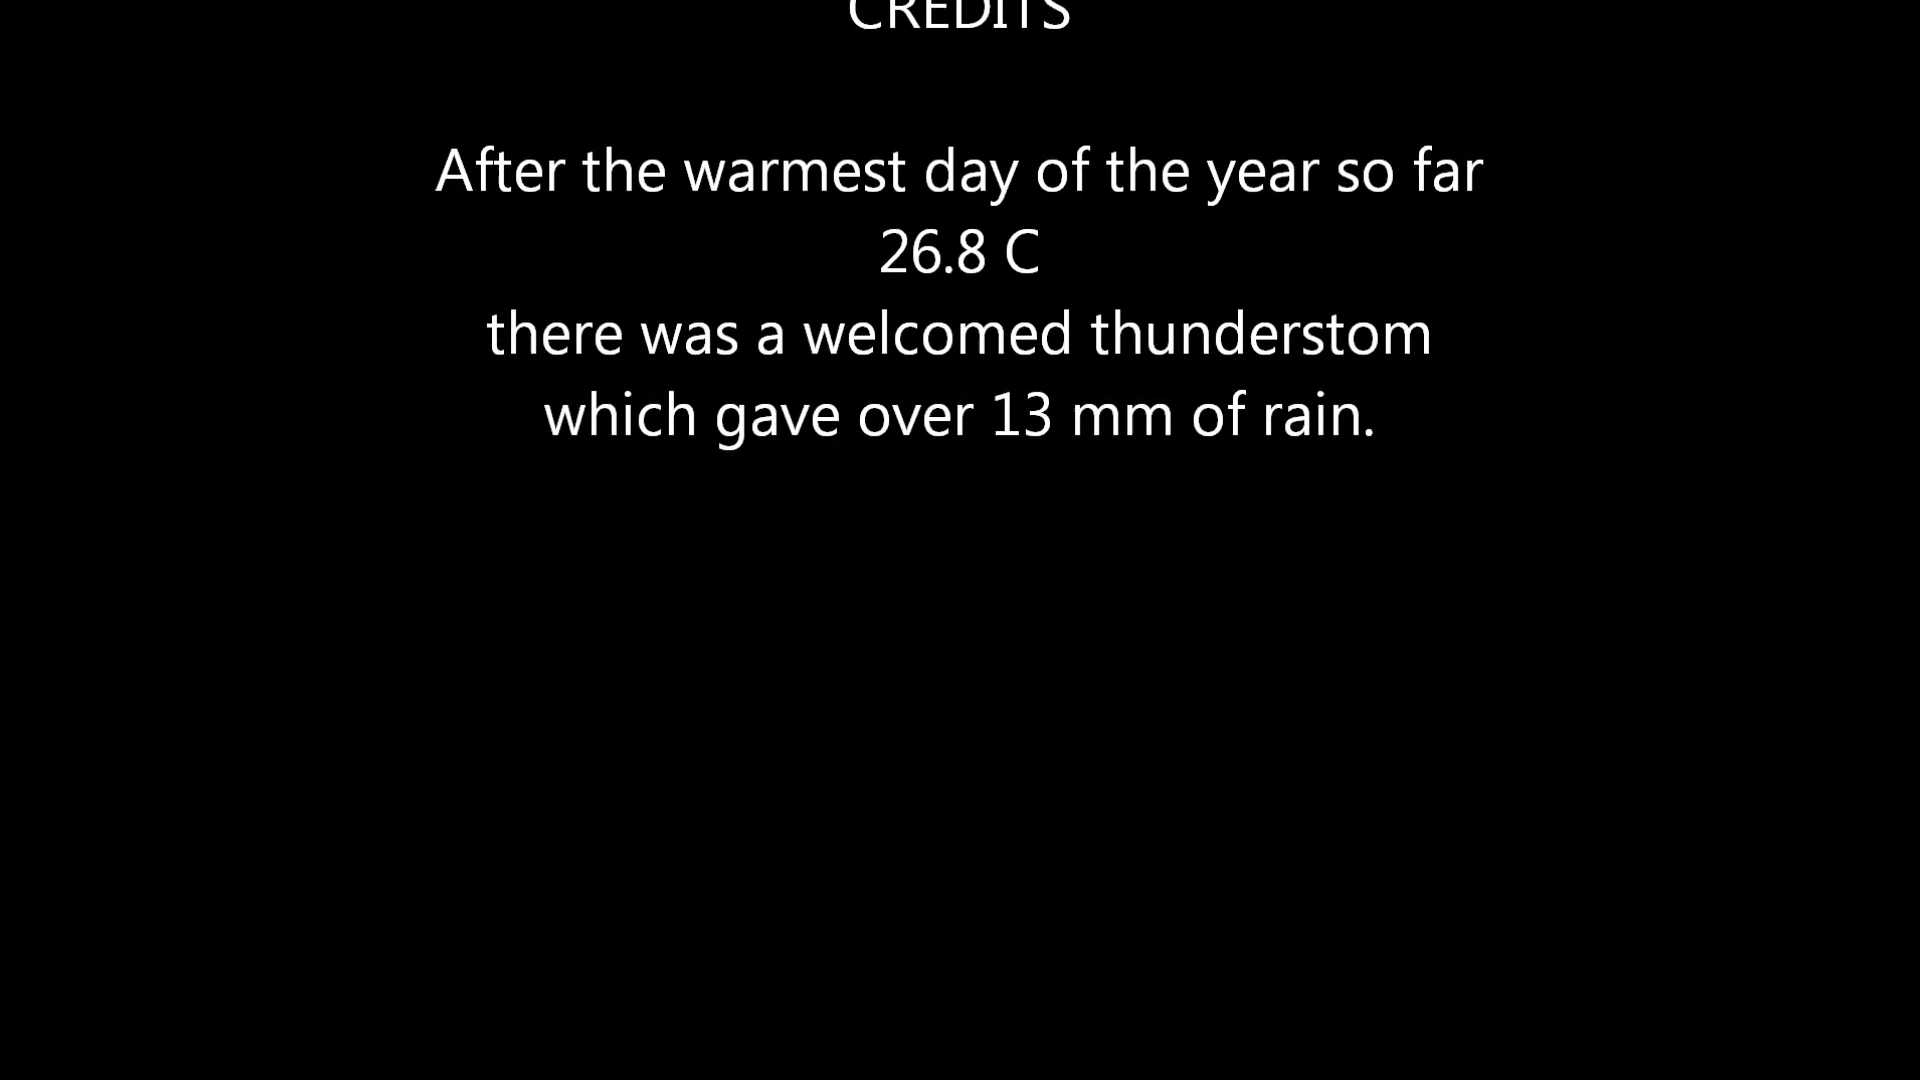 CREDITS
After the warmest day of the year so far
26.8 C
there was a welcomed thunderstom
which gave over 13 mm of rain.